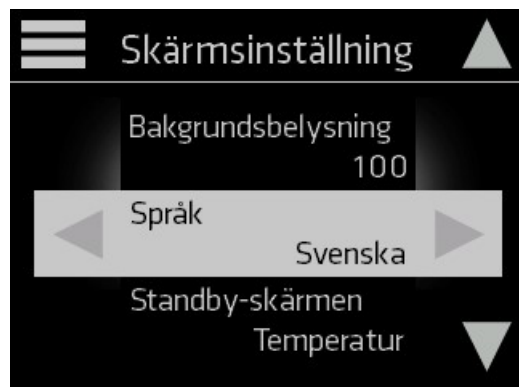 Skärmsinställning
Bakgrundsbelysning
100
Språk
Svenska
Standby-skärmen
Temperatur